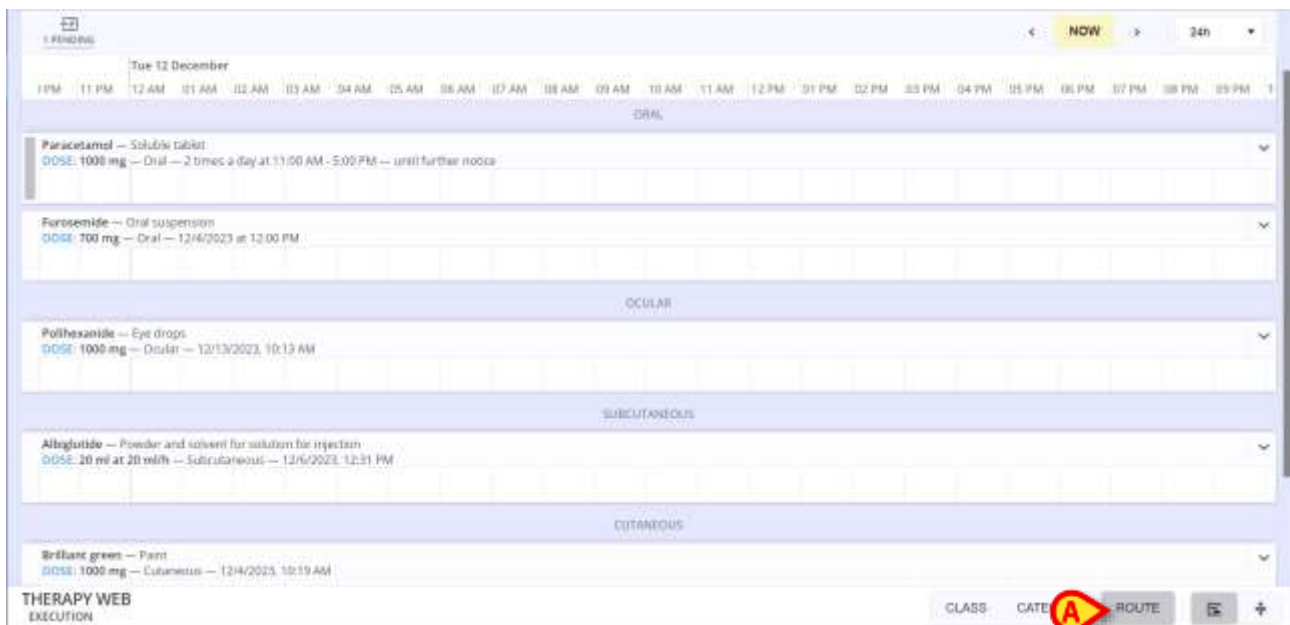 1 PENDING
< NOW > 24h
Tue 12 December
11 PM 12 AM 01 AM 02 AM 03 AM 04 AM 05 AM 06 AM 07 AM 08 AM 09 AM 10 AM 11 AM 12 PM 01 PM 02 PM 03 PM 04 PM 05 PM 06 PM 07 PM 08 PM 09 PM
ORAL
Paracetamol — Soluble tablet
DOSE: 1000 mg — Oral — 2 times a day at 11:00 AM - 5:00 PM — until further notice
Furosemide — Oral suspension
DOSE: 700 mg — Oral — 12/4/2023 at 12:00 PM
OCULAR
Polihexanide — Eye drops
DOSE: 1000 mg — Ocular — 12/13/2023, 10:13 AM
SUBCUTANEOUS
Albiglutide — Powder and solvent for solution for injection
DOSE: 20 ml at 20 ml/h — Subcutaneous — 12/6/2023, 12:31 PM
CUTANEOUS
Brilliant green — Paint
DOSE: 1000 mg — Cutaneous — 12/4/2023, 10:19 AM
THERAPY WEB
EXECUTION
CLASS CATE A ROUTE